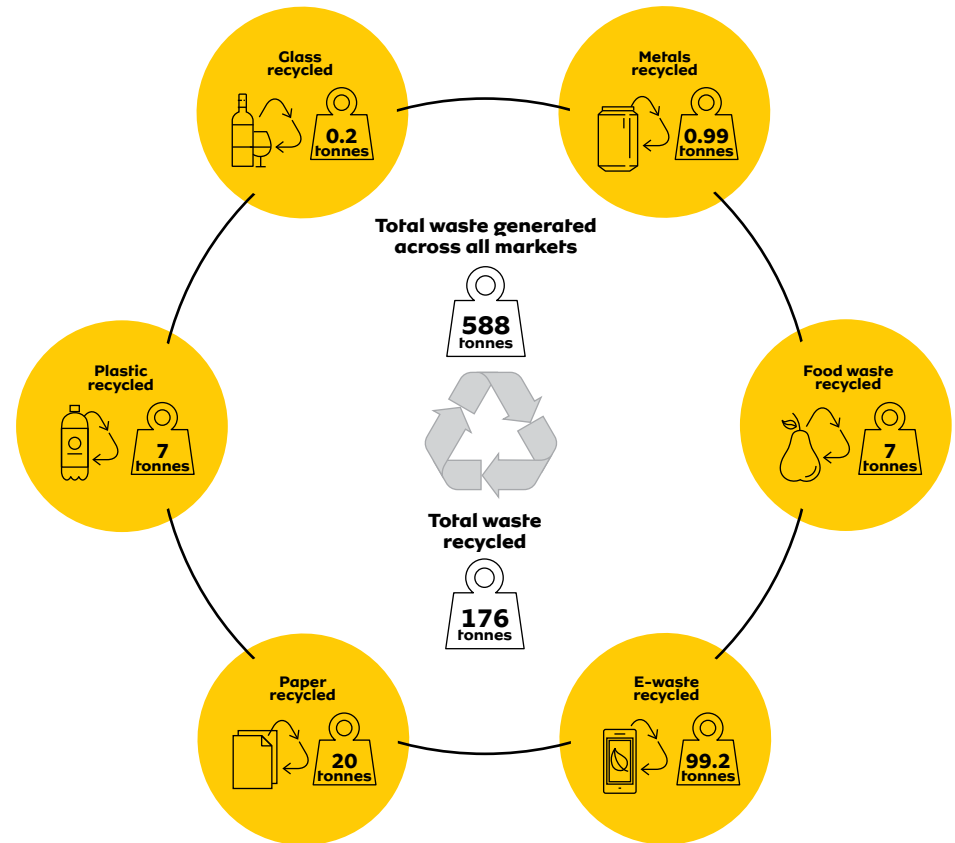 Glass
recycled
0.2
tonnes
Metals
recycled
0.99
tonnes
Total waste generated
across all markets
588
tonnes
Plastic
recycled
7
tonnes
Food waste
recycled
7
tonnes
Total waste
recycled
176
tonnes
Paper
recycled
20
tonnes
E-waste
recycled
99.2
tonnes